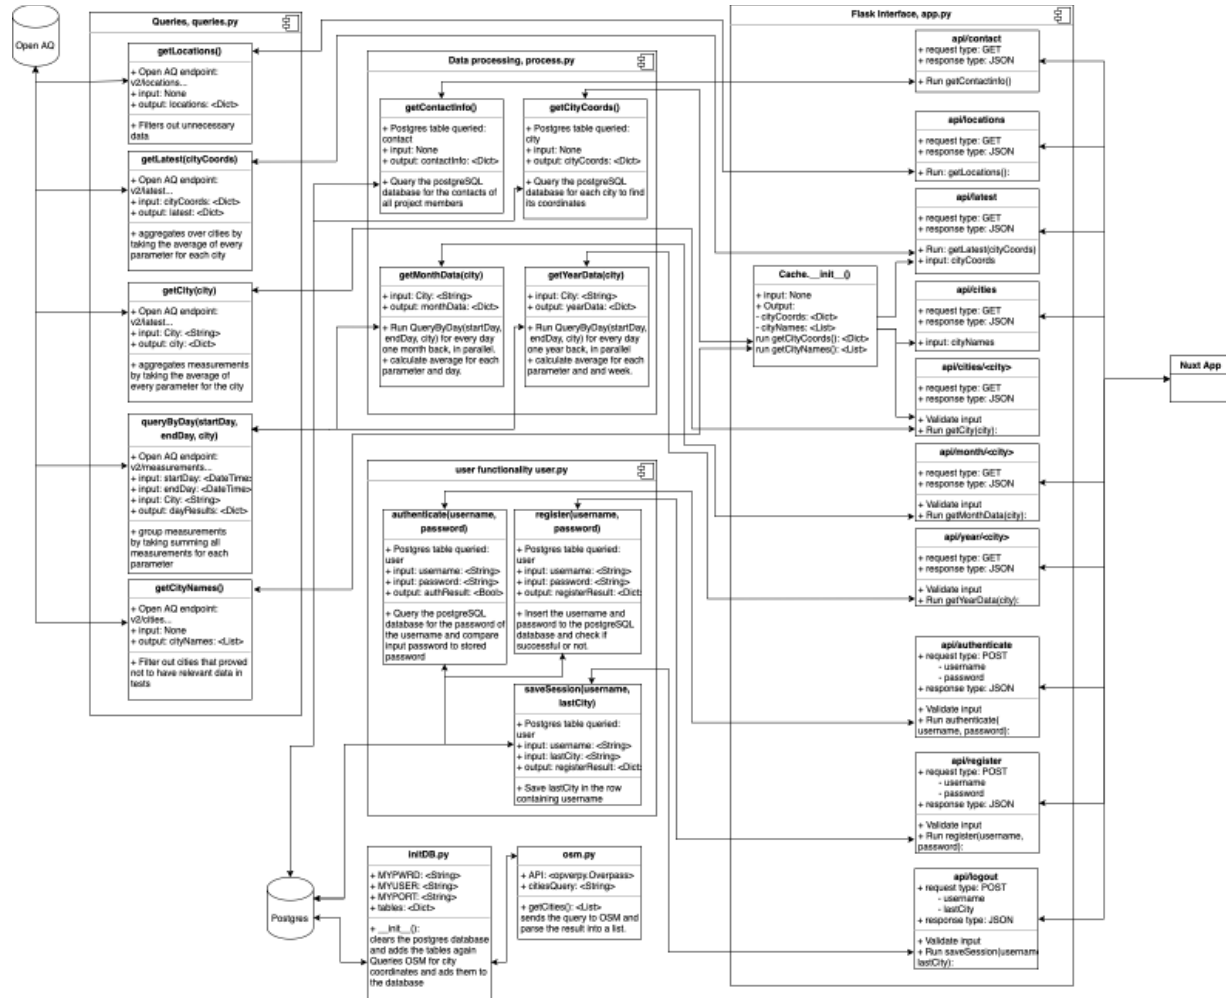 Open AQ
Queries, queries.py
getLocations()
+ Open AQ endpoint:
v2/locations...
+ input: None
+ output: locations: <Dict>
+ Filters out unnecessary
data
getLatest(cityCoords)
+ Open AQ endpoint:
v2/latest...
+ input: cityCoords: <Dict>
+ output: latest: <Dict>
+ aggregates over cities by
taking the average of every
parameter for each city
getCity(city)
+ Open AQ endpoint:
v2/latest...
+ input: City: <String>
+ output: city: <Dict>
+ aggregates measurements
by taking the average of
every parameter for the city
queryByDay(startDay,
endDay, city)
+ Open AQ endpoint:
v2/measurements...
+ input: startDay: <DateTime>
+ input: endDay: <DateTime>
+ input: City: <String>
+ output: dayResults: <Dict>
+ group measurements
by taking summing all
measurements for each
parameter
getCityNames()
+ Open AQ endpoint:
v2/cities...
+ input: None
+ output: cityNames: <List>
+ Filter out cities that proved
not to have relevant data in
tests
Data processing, process.py
getContactInfo()
+ Postgres table queried:
contact
+ input: None
+ output: contactInfo: <Dict>
+ Query the postgreSQL
database for the contacts of
all project members
getCityCoords()
+ Postgres table queried:
city
+ input: None
+ output: cityCoords: <Dict>
+ Query the postgreSQL
database for each city to find
its coordinates
getMonthData(city)
+ input: City: <String>
+ output: monthData: <Dict>
+ Run QueryByDay(startDay,
endDay, city) for every day
one month back, in parallel.
+ calculate average for each
parameter and day.
getYearData(city)
+ input: City: <String>
+ output: yearData: <Dict>
+ Run QueryByDay(startDay,
endDay, city) for every day
one year back, in parallel
+ calculate average for each
parameter and and week.
user functionality user.py
authenticate(username,
password)
+ Postgres table queried:
user
+ input: username: <String>
+ input: password: <String>
+ output: authResult: <Bool>
+ Query the postgreSQL
database for the password of
the username and compare
input password to stored
password
register(username,
password)
+ Postgres table queried:
user
+ input: username: <String>
+ input: password: <String>
+ output: registerResult: <Dict
+ Insert the username and
password to the postgreSQL
database and check if
successful or not.
saveSession(username,
lastCity)
+ Postgres table queried:
user
+ input: username: <String>
+ input: lastCity: <String>
+ output: registerResult: <Dict
+ Save lastCity in the row
containing username
Postgres
initDB.py
+ MYPWRD: <String>
+ MYUSER: <String>
+ MYPORT: <String>
+ tables: <Dict>
+ __init__():
clears the postgres database
and adds the tables again
Queries OSM for city
coordinates and ads them to
the database
osm.py
+ API: <opverpy.Overpass>
+ citiesQuery: <String>
+ getCities(): <List>
sends the query to OSM and
parse the result into a list.
Flask Interface, app.py
Cache.__init__()
+ input: None
+ Output:
- cityCoords: <Dict>
- cityNames: <List>
run getCityCoords(): <Dict>
run getCityNames(): <List>
api/contact
+ request type: GET
+ response type: JSON
+ Run getContactInfo()
api/locations
+ request type: GET
+ response type: JSON
+ Run: getLocations():
api/latest
+ request type: GET
+ response type: JSON
+ Run: getLatest(cityCoords)
+ input: cityCoords
api/cities
+ request type: GET
+ response type: JSON
+ input: cityNames
api/cities/<city>
+ request type: GET
+ response type: JSON
+ Validate input
+ Run getCity(city):
api/month/<city>
+ request type: GET
+ response type: JSON
+ Validate input
+ Run getMonthData(city):
api/year/<city>
+ request type: GET
+ response type: JSON
+ Validate input
+ Run getYearData(city):
api/authenticate
+ request type: POST
- username
- password
+ response type: JSON
+ Validate input
+ Run authenticate(
username, password):
api/register
+ request type: POST
- username
- password
+ response type: JSON
+ Validate input
+ Run register(username,
password):
api/logout
+ request type: POST
- username
- lastCity
+ response type: JSON
+ Validate input
+ Run saveSession(username
lastCity):
Nuxt App